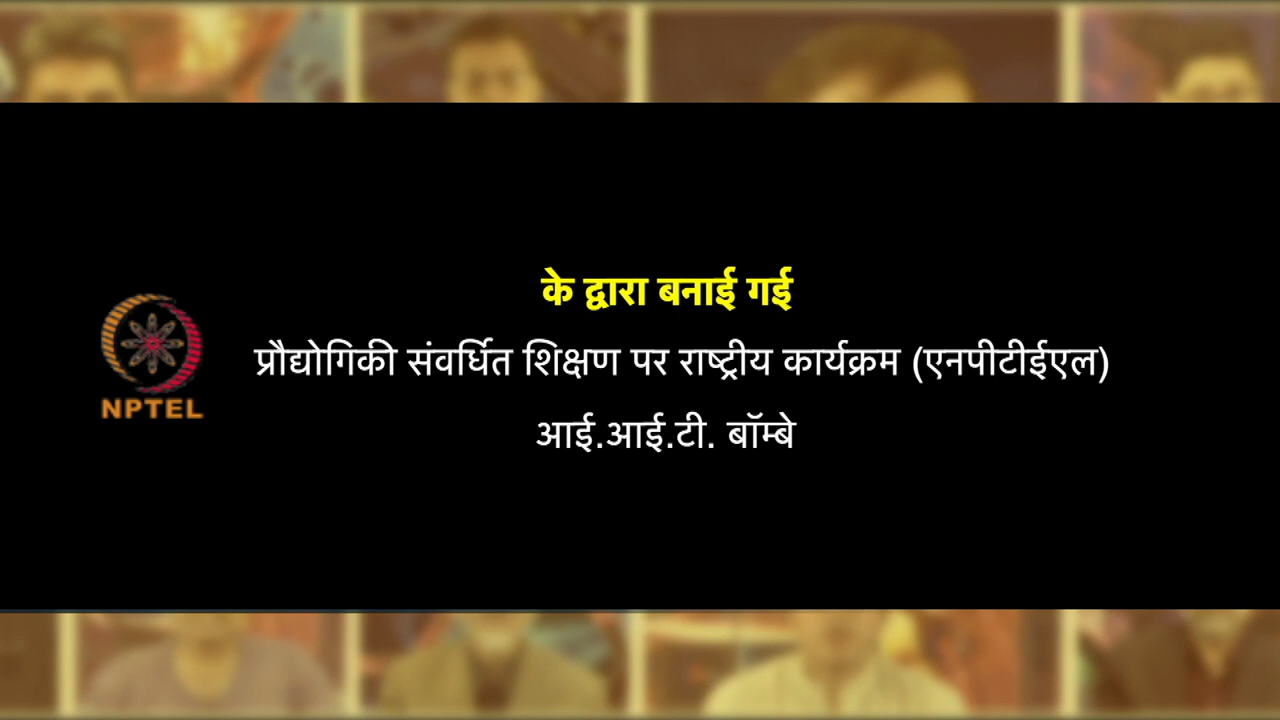 के द्वारा बनाई गई
प्रौद्योगिकी संवर्धित शिक्षण पर राष्ट्रीय कार्यक्रम (एनपीटीईएल)
आई.आई.टी. बॉम्बे
NPTEL